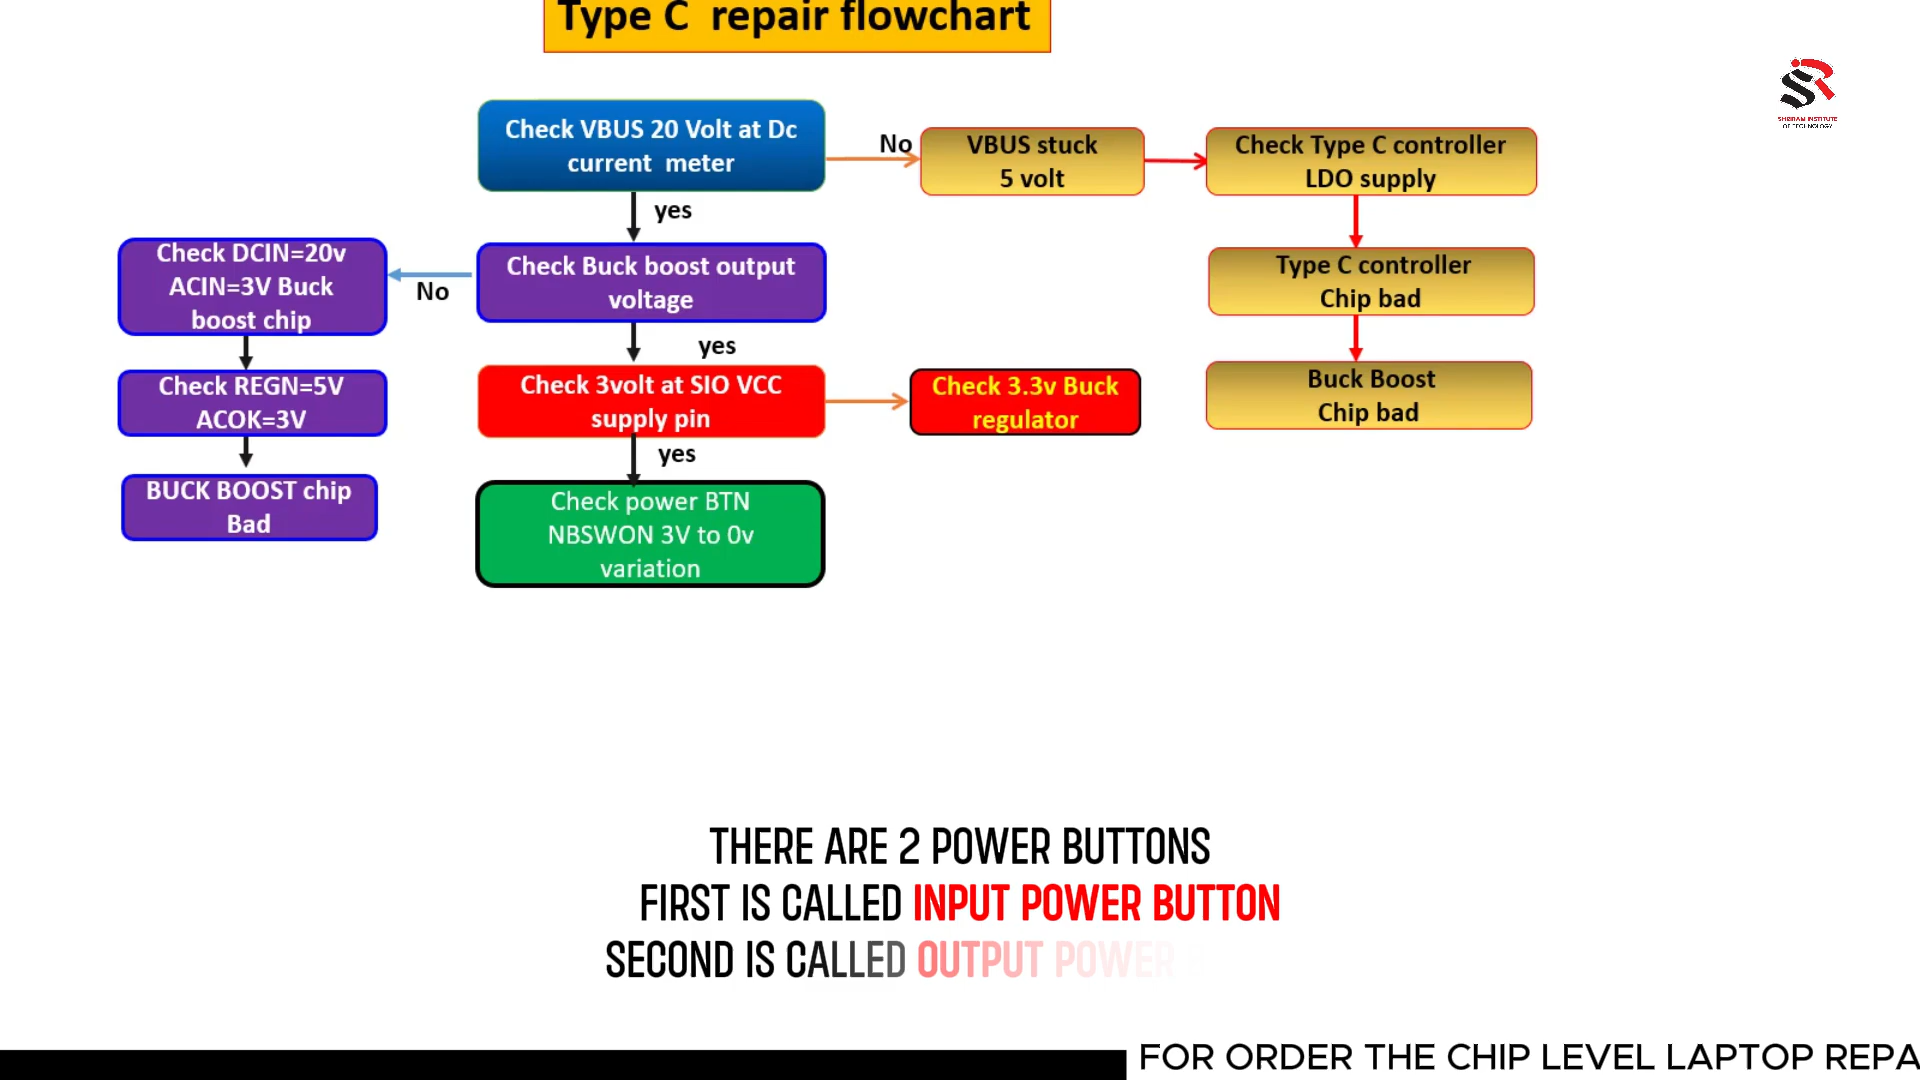 Type C repair flowchart
SHRIRAM INSTITUTE
OF TECHNOLOGY
Check VBUS 20 Volt at Dc
current meter
No
VBUS stuck
5 volt
Check Type C controller
LDO supply
yes
Check DCIN=20v
ACIN=3V Buck
boost chip
No
Check Buck boost output
voltage
Type C controller
Chip bad
yes
Check REGN=5V
ACOK=3V
Check 3volt at SIO VCC
supply pin
Check 3.3v Buck
regulator
Buck Boost
Chip bad
yes
BUCK BOOST chip
Bad
Check power BTN
NBSWON 3V to 0v
variation
THERE ARE 2 POWER BUTTONS
FIRST IS CALLED INPUT POWER BUTTON
SECOND IS CALLED OUTPUT POWER
FOR ORDER THE CHIP LEVEL LAPTOP REPA